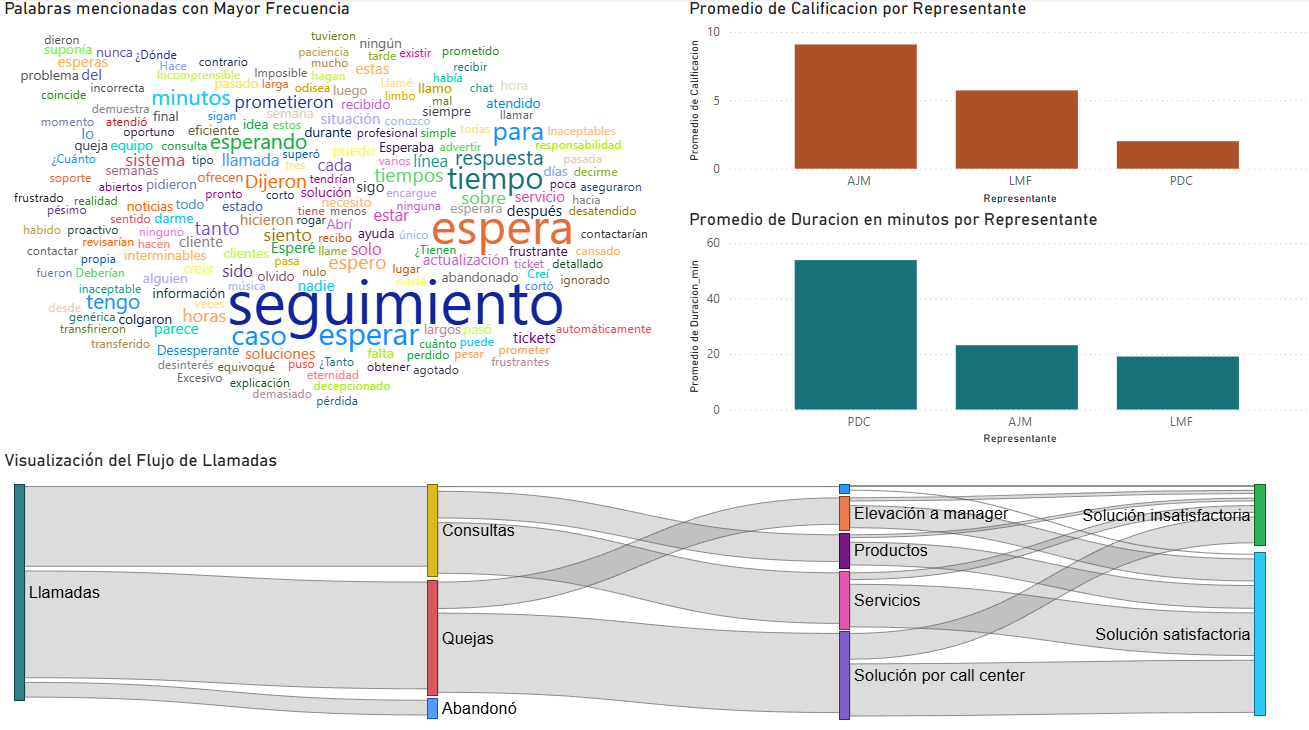 Palabras mencionadas con Mayor Frecuencia
dieron
suponía
nunca
¿Dónde
esperas
Hace
contrario
tuvieron
ningún
paciencia
tarde
existir
prometido
mucho
recibir
problema
del
Incomprensible
Imposible
hagan
estas
había
incorrecta
pasado
larga
odisea
luego
Llamé
llamo
chat
hora
coincide
minutos
prometieron
recibido
limbo
mal
atendido
demuestra
final
sigan
semana
situación
conozco
siempre
llamar
momento
atendió
idea
estos
durante
profesional
simple
todas
para
Inaceptables
lo
oportuno
eficiente
queja
equipo
consulta
esperando
puedo
Esperaba
advertir
responsabilidad
¿Cuánto
sistema
tipo
llamada
superó
cada
varios
línea
respuesta
pasada
semanas
tres
tiempos
tiempo
días
decirme
soporte
abiertos
pidieron
ofrecen
Dijeron
tendrían
sigo
poca
aseguraron
frustrado
realidad
pronto
corto
solución
encargue
sobre
servicio
hacia
pésimo
noticias
todo
estado
necesito
ninguna
esperara
después
desatendido
sentido
darme
hicieron
tiene
menos
estar
habido
proactivo
ninguno
tanto
rogar
Abrí
espera
contactarían
revisarían
hacen
cliente
siento
recibo
ayuda
único
contactar
interminables
clientes
Esperé
llame
solo
¿Tienen
frustrante
cansado
propia
pasa
actualización
ticket
detallado
fueron
Deberían
creer
sido
olvido
nulo
espero
lugar
abandonado
Creí
ignorado
alguien
música
nadie
nada
cortó
inaceptable
información
seguimiento
tengo
veces
desde
genérica
colgaron
horas
transfirieron
parece
caso
esperar
largos
pasó
automáticamente
transferido
cuánto
puede
tickets
Desesperante
soluciones
falta
perdido
pesar
prometer
desinterés
equivoqué
puso
¿Tanto
obtener
agotado
frustrantes
Excesivo
eternidad
explicación
decepcionado
demasiado
pérdida
Promedio de Calificacion por Representante
Promedio de Calificacion
10
5
0
AJM
LMF
PDC
Representante
Promedio de Duracion en minutos por Representante
Promedio de Duracion_min
60
40
20
0
PDC
AJM
LMF
Representante
Visualización del Flujo de Llamadas
Llamadas
Consultas
Quejas
Abandonó
Elevación a manager
Productos
Servicios
Solución por call center
Solución insatisfactoria
Solución satisfactoria